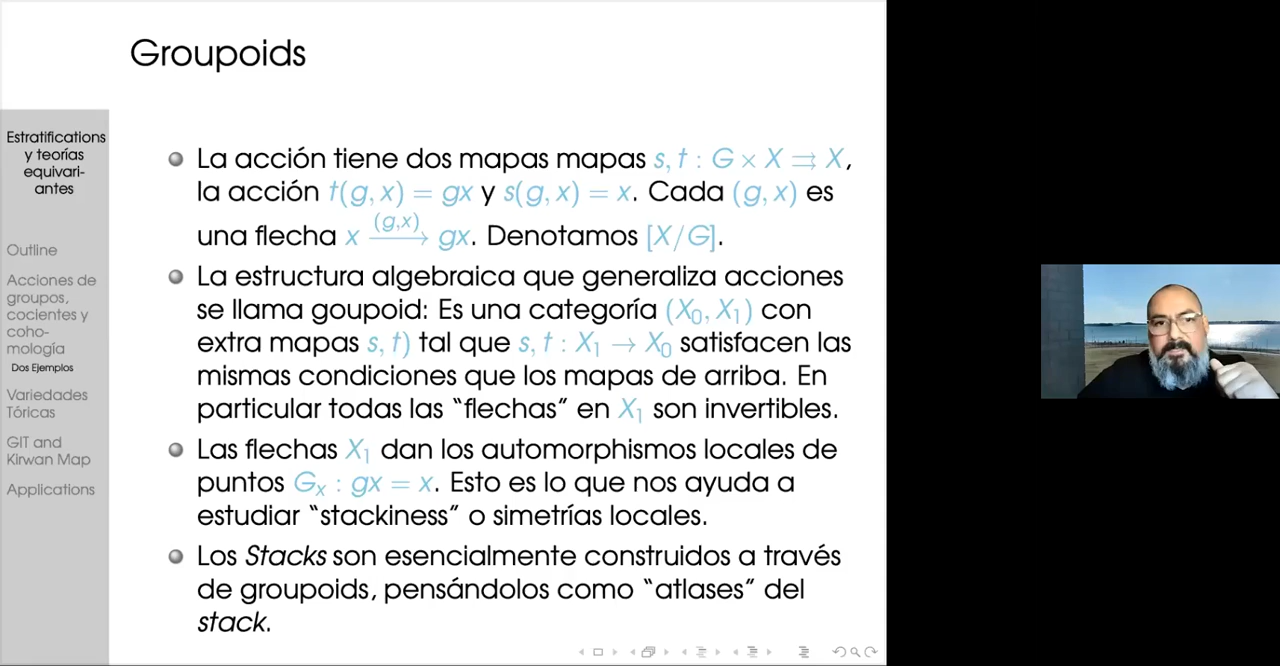 Groupoids
Estratifications
y teorías
equivari-
antes
Outline
Acciones de
groupos,
cocientes y
coho-
mología
Dos Ejemplos
Variedades
Tóricas
GIT and
Kirwan Map
Applications
La acción tiene dos mapas mapas s, t : G × X ⇉ X,
la acción t(g, x) = gx y s(g, x) = x. Cada (g, x) es
una flecha x \xrightarrow{(g,x)} gx. Denotamos [X/G].
La estructura algebraica que generaliza acciones
se llama goupoid: Es una categoría (X₀, X₁) con
extra mapas s, t) tal que s, t : X₁ → X₀ satisfacen las
mismas condiciones que los mapas de arriba. En
particular todas las “flechas” en X₁ son invertibles.
Las flechas X₁ dan los automorphismos locales de
puntos Gₓ : gx = x. Esto es lo que nos ayuda a
estudiar “stackiness” o simetrías locales.
Los Stacks son esencialmente construidos a través
de groupoids, pensándolos como “atlases” del
stack.